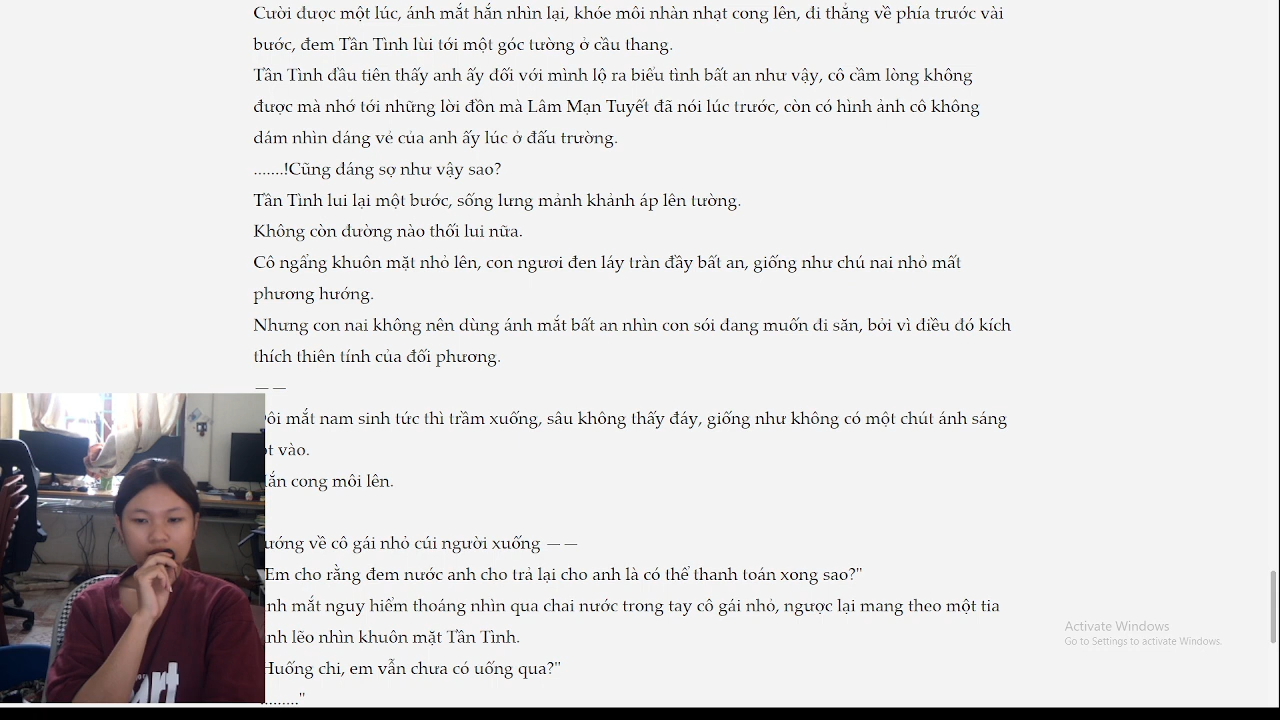 Cười được một lúc, ánh mắt hắn nhìn lại, khóe môi nhàn nhạt cong lên, đi thẳng về phía trước vài
bước, đem Tần Tình lùi tới một góc tường ở cầu thang.
Tần Tình đầu tiên thấy anh ấy đối với mình lộ ra biểu tình bất an như vậy, cô cầm lòng không
được mà nhớ tới những lời đồn mà Lâm Mạn Tuyết đã nói lúc trước, còn có hình ảnh cô không
dám nhìn dáng vẻ của anh ấy lúc ở đấu trường.
.......!Cũng đáng sợ như vậy sao?
Tần Tình lui lại một bước, sống lưng mảnh khảnh áp lên tường.
Không còn đường nào thối lui nữa.
Cô ngẩng khuôn mặt nhỏ lên, con ngươi đen láy tràn đầy bất an, giống như chú nai nhỏ mất
phương hướng.
Nhưng con nai không nên dùng ánh mắt bất an nhìn con sói đang muốn đi săn, bởi vì điều đó kích
thích thiên tính của đối phương.
——
ôi mắt nam sinh tức thì trầm xuống, sâu không thấy đáy, giống như không có một chút ánh sáng
ọt vào.
ắn cong môi lên.
ướng về cô gái nhỏ cúi người xuống ——
"Em cho rằng đem nước anh cho trả lại cho anh là có thể thanh toán xong sao?"
nh mắt nguy hiểm thoáng nhìn qua chai nước trong tay cô gái nhỏ, ngược lại mang theo một tia
ạnh lẽo nhìn khuôn mặt Tần Tình.
"Huống chi, em vẫn chưa có uống qua?"
........"
Activate Windows
Go to Settings to activate Windows.